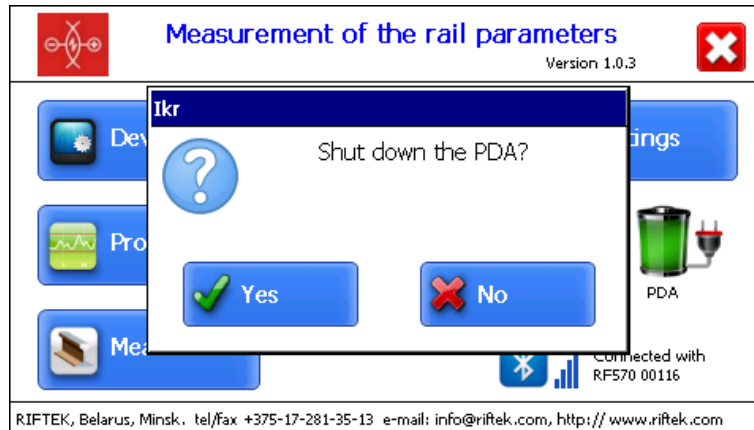 Measurement of the rail parameters
Version 1.0.3
Ikr
Shut down the PDA?
Yes
No
PDA
Connected with
RF570 00116
RIFTEK, Belarus, Minsk. tel/fax +375-17-281-35-13 e-mail: info@riftek.com, http:// www.riftek.com